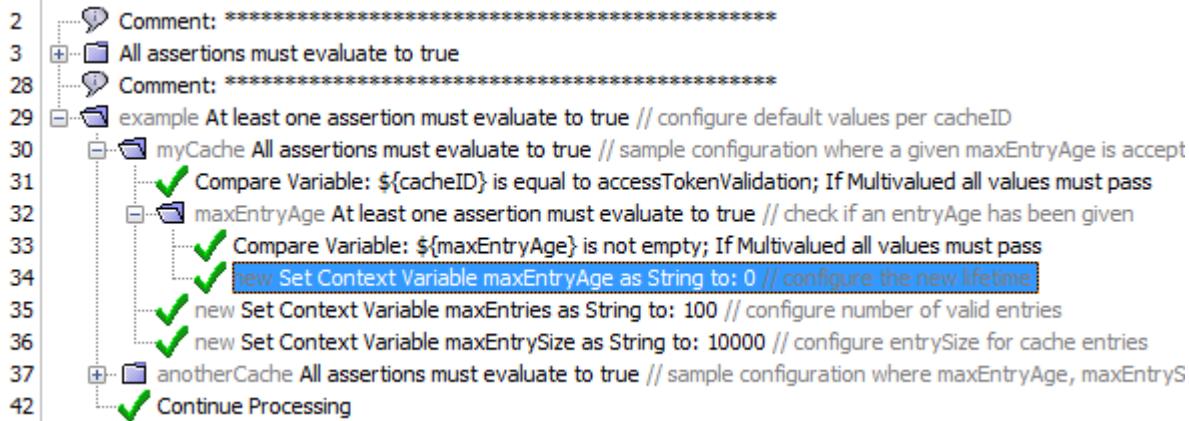 2 Comment: **************************************************
3 All assertions must evaluate to true
28 Comment: **************************************************
29 example At least one assertion must evaluate to true // configure default values per cacheID
30 myCache All assertions must evaluate to true // sample configuration where a given maxEntryAge is accept
31 Compare Variable: ${cacheID} is equal to accessTokenValidation; If Multivalued all values must pass
32 maxEntryAge At least one assertion must evaluate to true // check if an entryAge has been given
33 Compare Variable: ${maxEntryAge} is not empty; If Multivalued all values must pass
34 new Set Context Variable maxEntryAge as String to: 0 // configure the new lifetime
35 new Set Context Variable maxEntries as String to: 100 // configure number of valid entries
36 new Set Context Variable maxEntrySize as String to: 10000 // configure entrySize for cache entries
37 anotherCache All assertions must evaluate to true // sample configuration where maxEntryAge, maxEntryS
42 Continue Processing